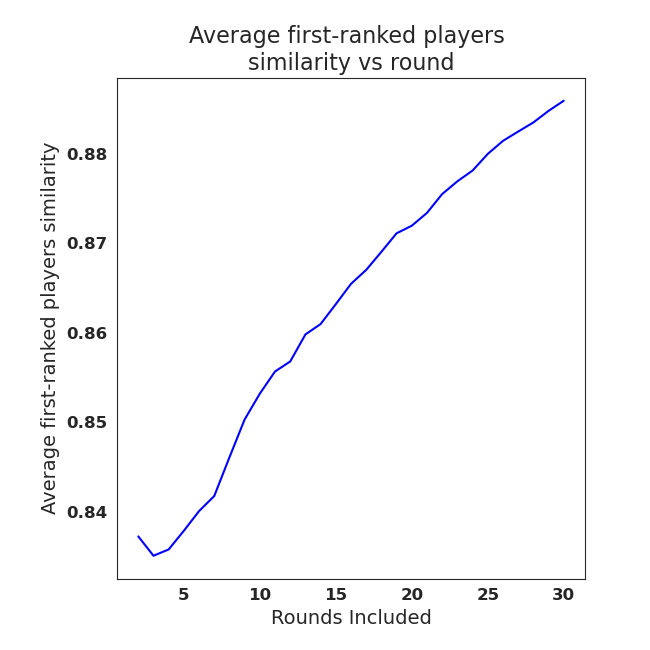 Average first-ranked players
similarity vs round
Average first-ranked players similarity
0.88
0.87
0.86
0.85
0.84
5 10 15 20 25 30
Rounds Included